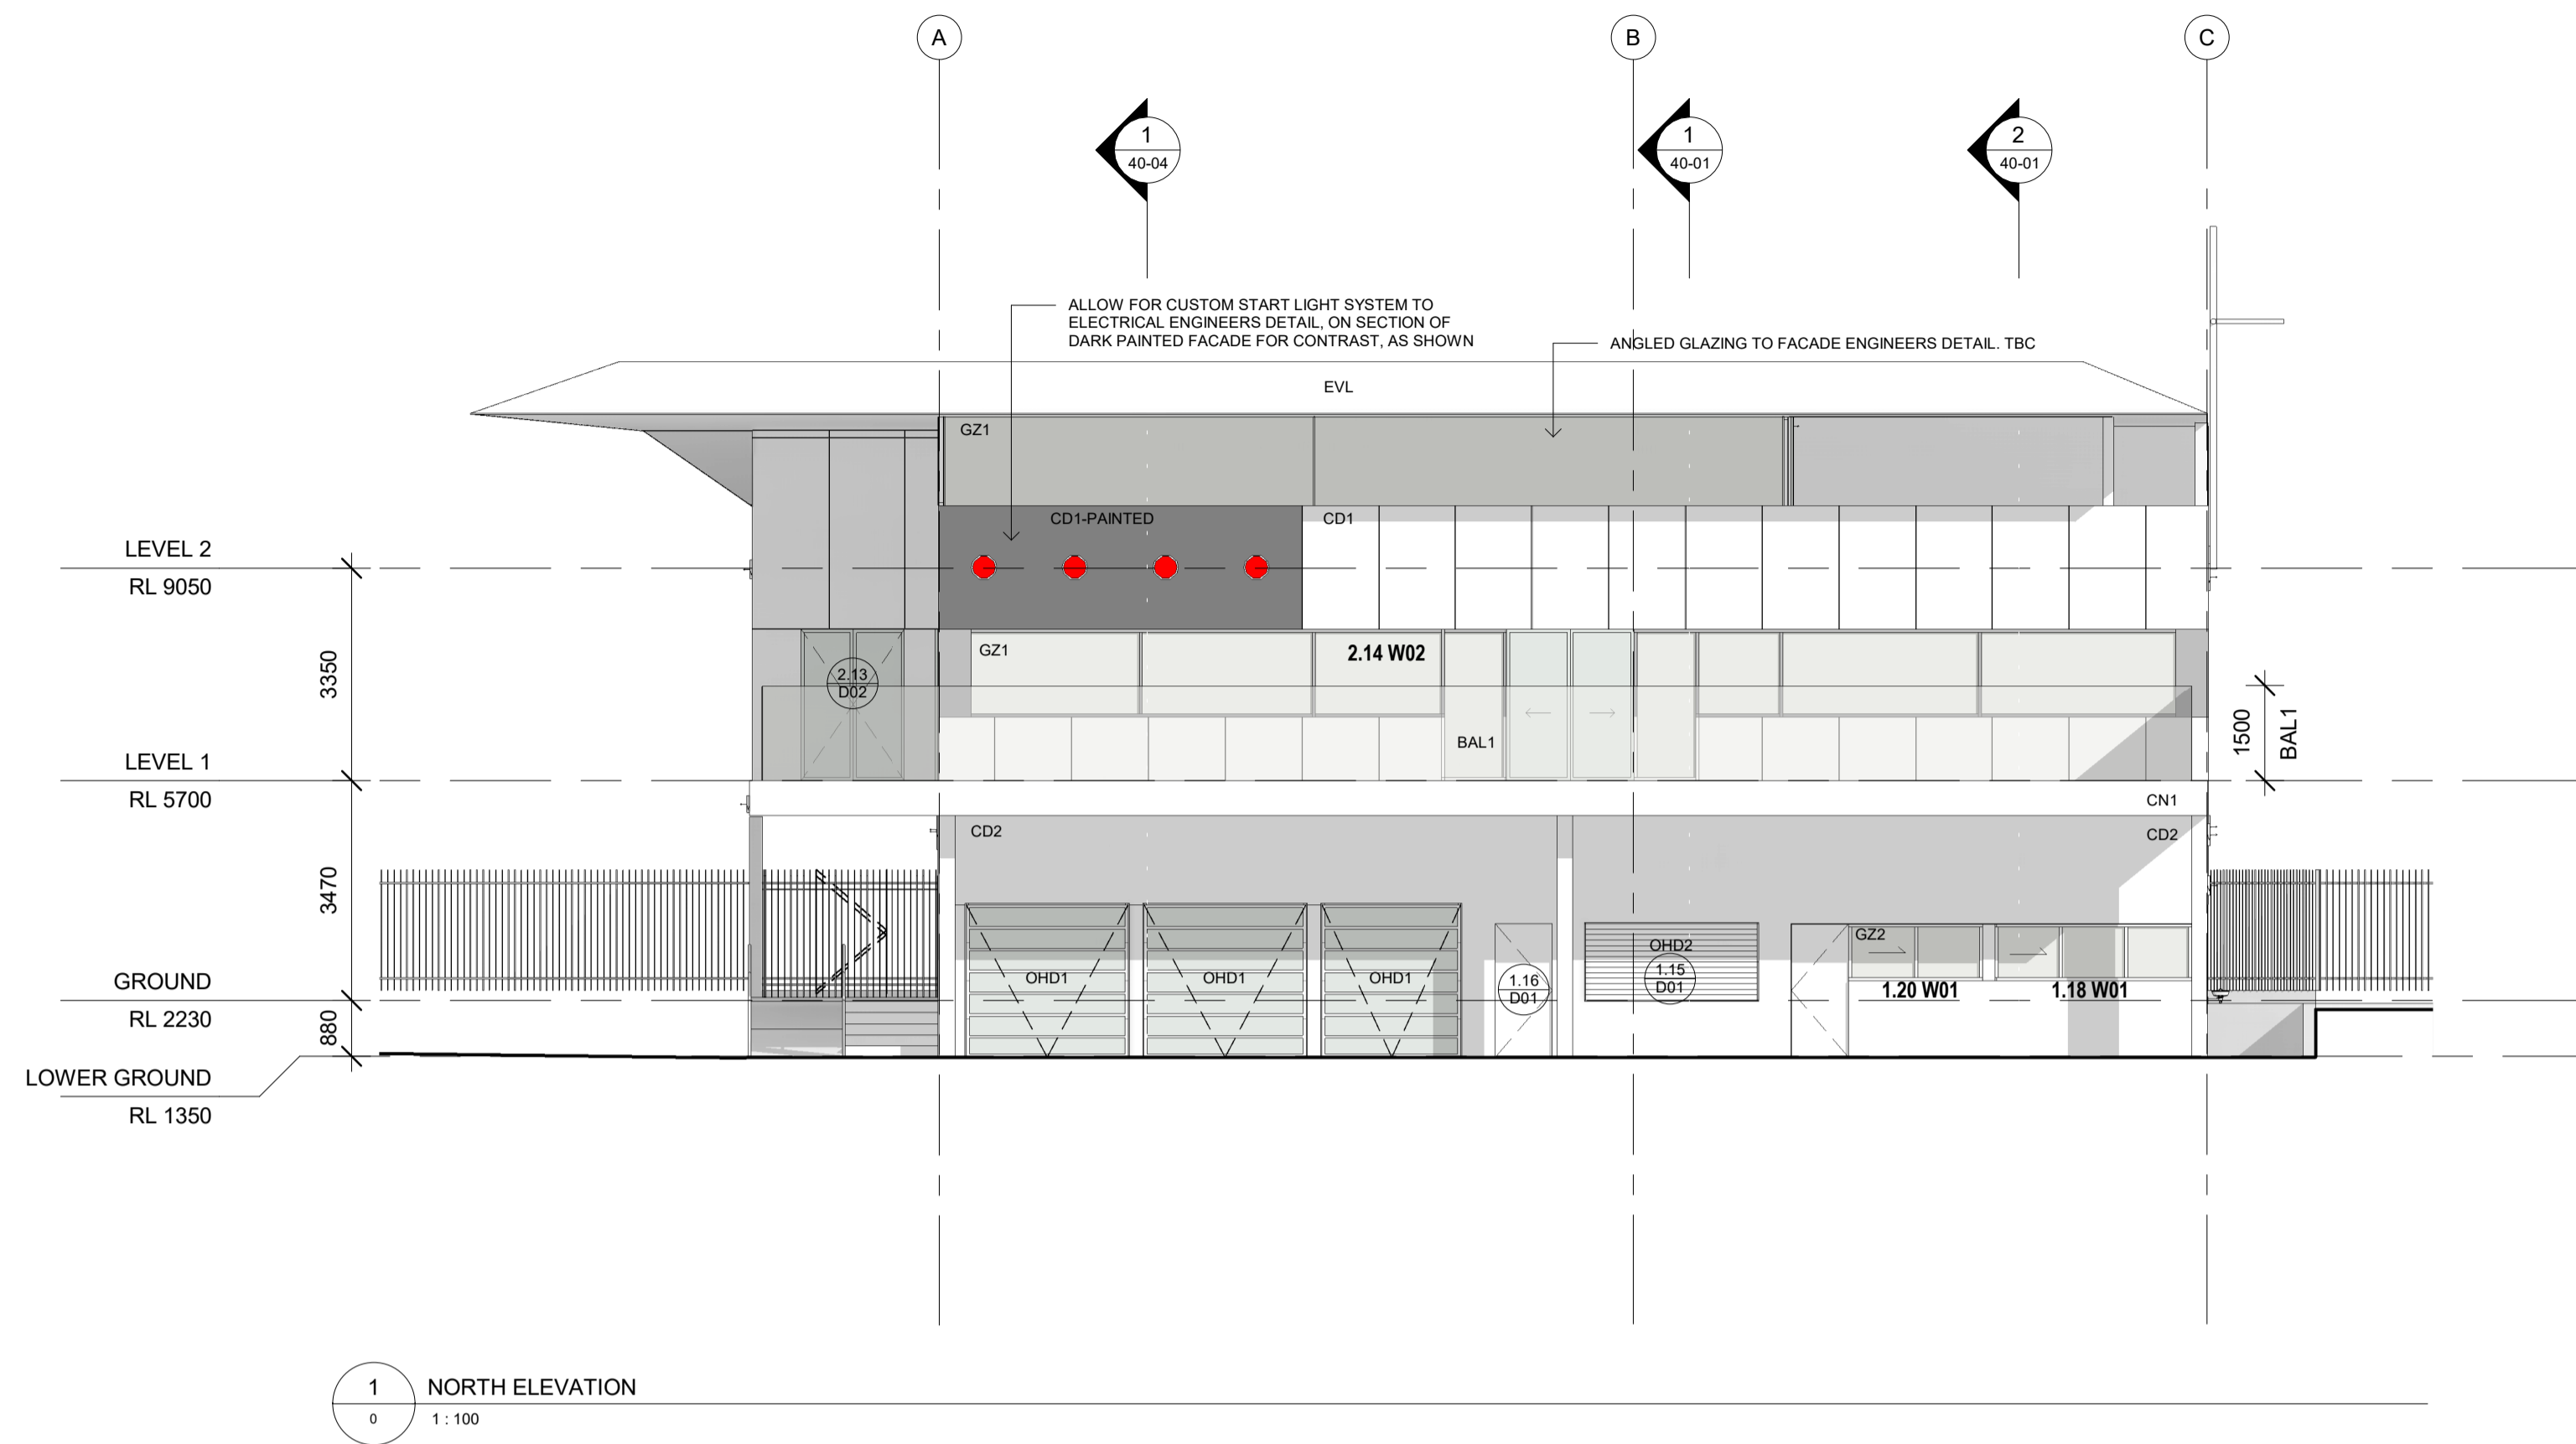 A
B
C
1
40-04
1
40-01
2
40-01
ALLOW FOR CUSTOM START LIGHT SYSTEM TO
ELECTRICAL ENGINEERS DETAIL, ON SECTION OF
DARK PAINTED FACADE FOR CONTRAST, AS SHOWN
ANGLED GLAZING TO FACADE ENGINEERS DETAIL. TBC
EVL
GZ1
CD1-PAINTED
CD1
LEVEL 2
RL 9050
3350
GZ1
2.14 W02
2.13
D02
BAL1
1500
BAL1
LEVEL 1
RL 5700
CN1
CD2
CD2
3470
OHD1
OHD1
OHD1
1.16
D01
OHD2
1.15
D01
GZ2
1.20 W01
1.18 W01
GROUND
RL 2230
880
LOWER GROUND
RL 1350
1
0
NORTH ELEVATION
1 : 100